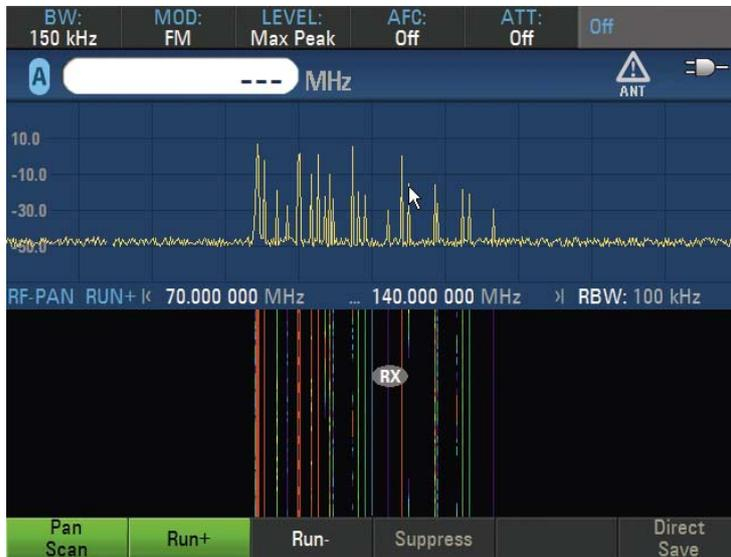 BW: MOD: LEVEL: AFC: ATT: Off
150 kHz FM Max Peak Off Off
A --- MHz ANT
10.0
-10.0
-30.0
-50.0
RF-PAN RUN+ 70.000 000 MHz ... 140.000 000 MHz RBW: 100 kHz
RX
Pan Scan Run+ Run- Suppress Direct Save